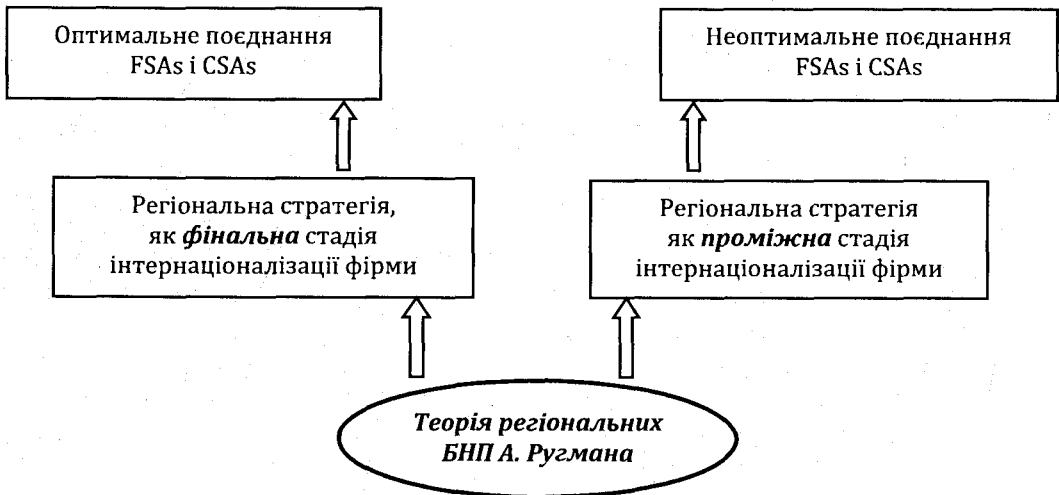 Оптимальне поєднання
FSAs і CSAs
Неоптимальне поєднання
FSAs і CSAs
Регіональна стратегія,
як фінальна стадія
інтернаціоналізації фірми
Регіональна стратегія
як проміжна стадія
інтернаціоналізації фірми
Теорія регіональних
БНП А. Ругмана